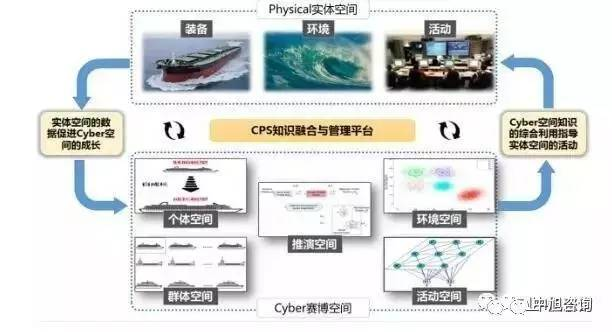 Physical实体空间
装备
环境
活动
实体空间的数
据促进Cyber空
间的成长
CPS知识融合与管理平台
Cyber空间知识
的综合利用指导
实体空间的活动
个体空间
推演空间
环境空间
群体空间
活动空间
Cyber赛博空间
中旭咨询